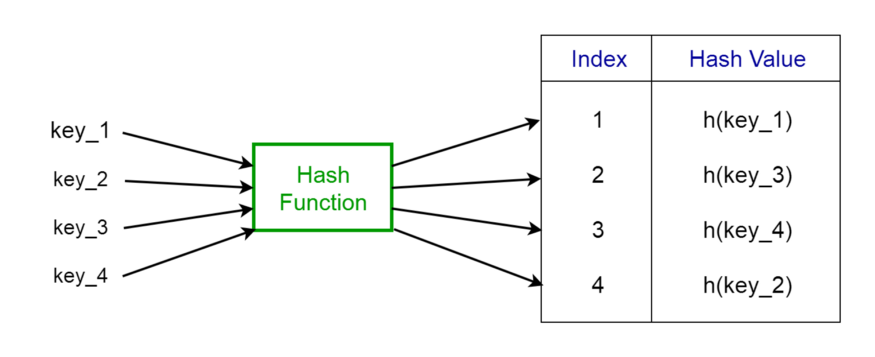 key_1
key_2
key_3
key_4
Hash
Function
Index Hash Value
1 h(key_1)
2 h(key_3)
3 h(key_4)
4 h(key_2)